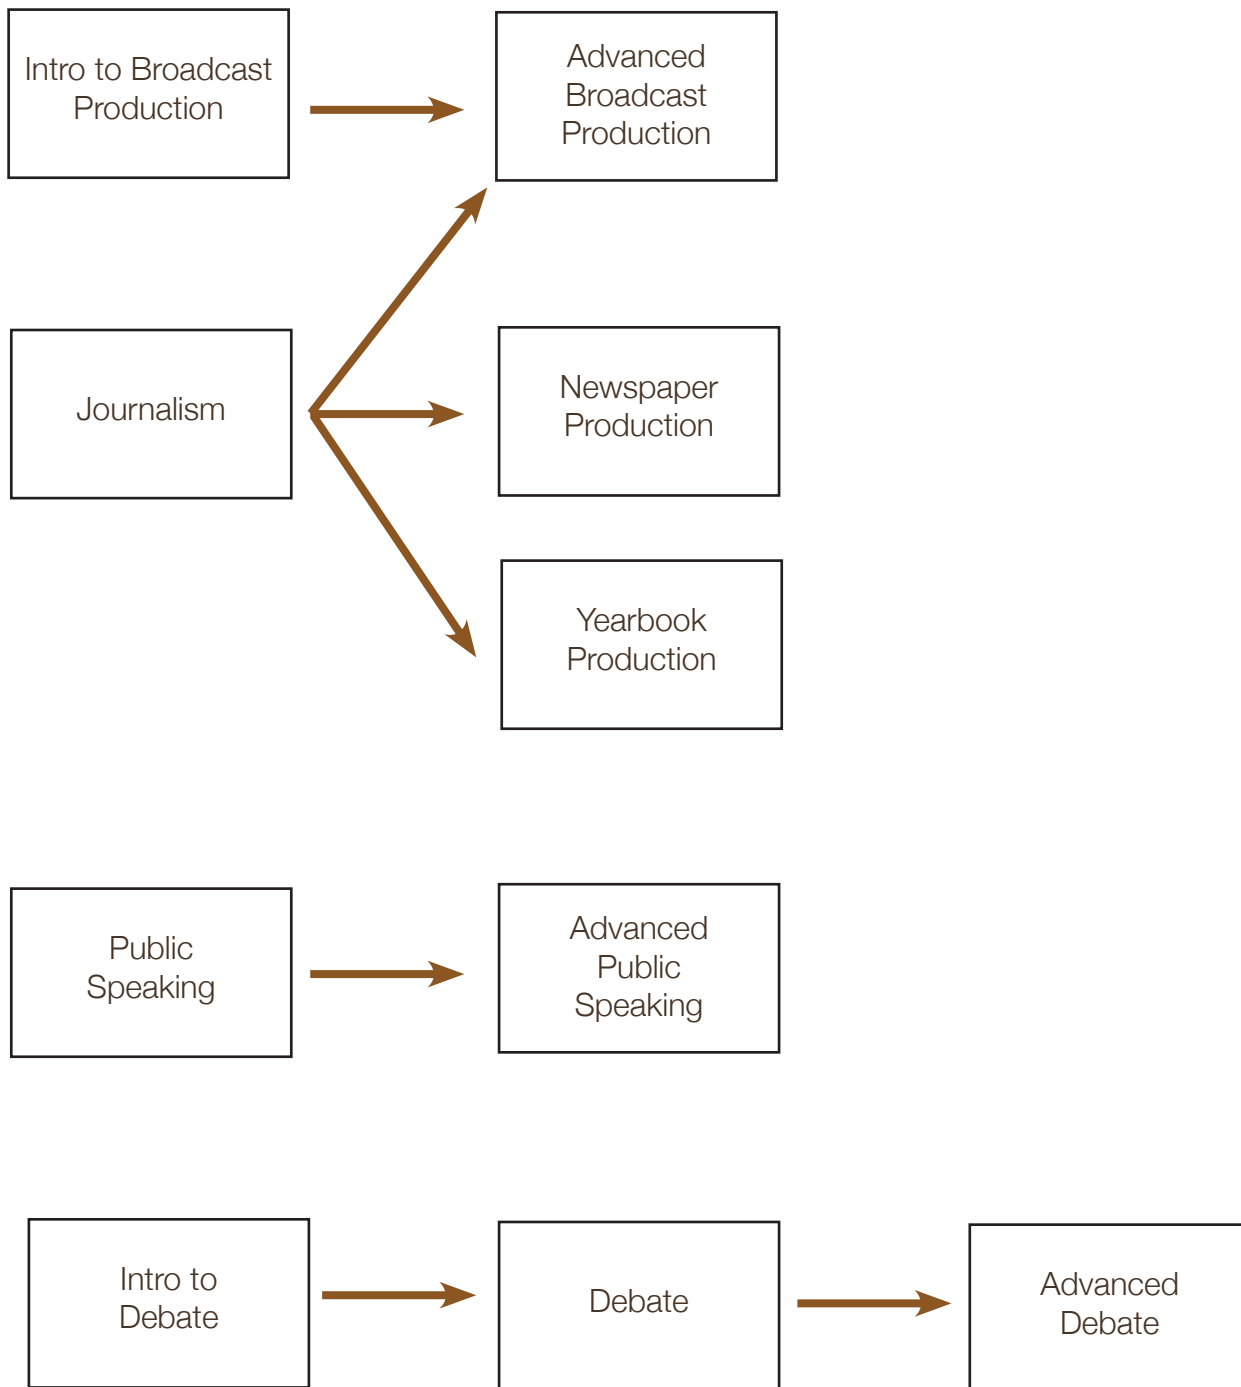 Intro to Broadcast
Production
Advanced
Broadcast
Production
Journalism
Newspaper
Production
Yearbook
Production
Public
Speaking
Advanced
Public
Speaking
Intro to
Debate
Debate
Advanced
Debate